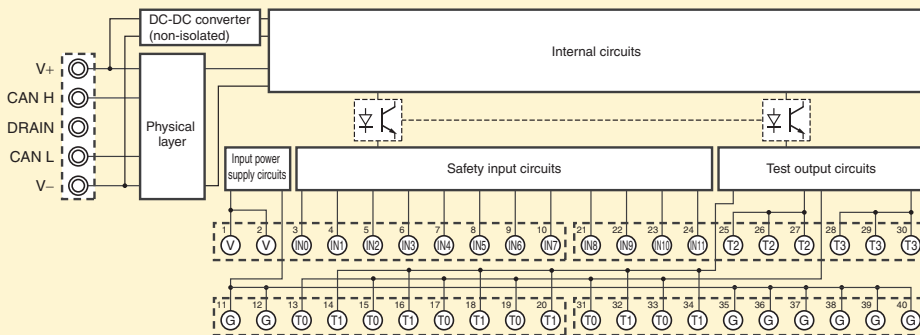 DC-DC converter
(non-isolated)
Internal circuits
V+
CAN H
DRAIN
CAN L
V−
Physical
layer
Input power
supply circuits
Safety input circuits
Test output circuits
1 2 3 4 5 6 7 8 9 10 21 22 23 24 25 26 27 28 29 30
V V IN0 IN1 IN2 IN3 IN4 IN5 IN6 IN7 IN8 IN9 IN10 IN11 T2 T2 T2 T3 T3 T3
11 12 13 14 15 16 17 18 19 20 31 32 33 34 35 36 37 38 39 40
G G T0 T1 T0 T1 T0 T1 T0 T1 T0 T1 T0 T1 G G G G G G